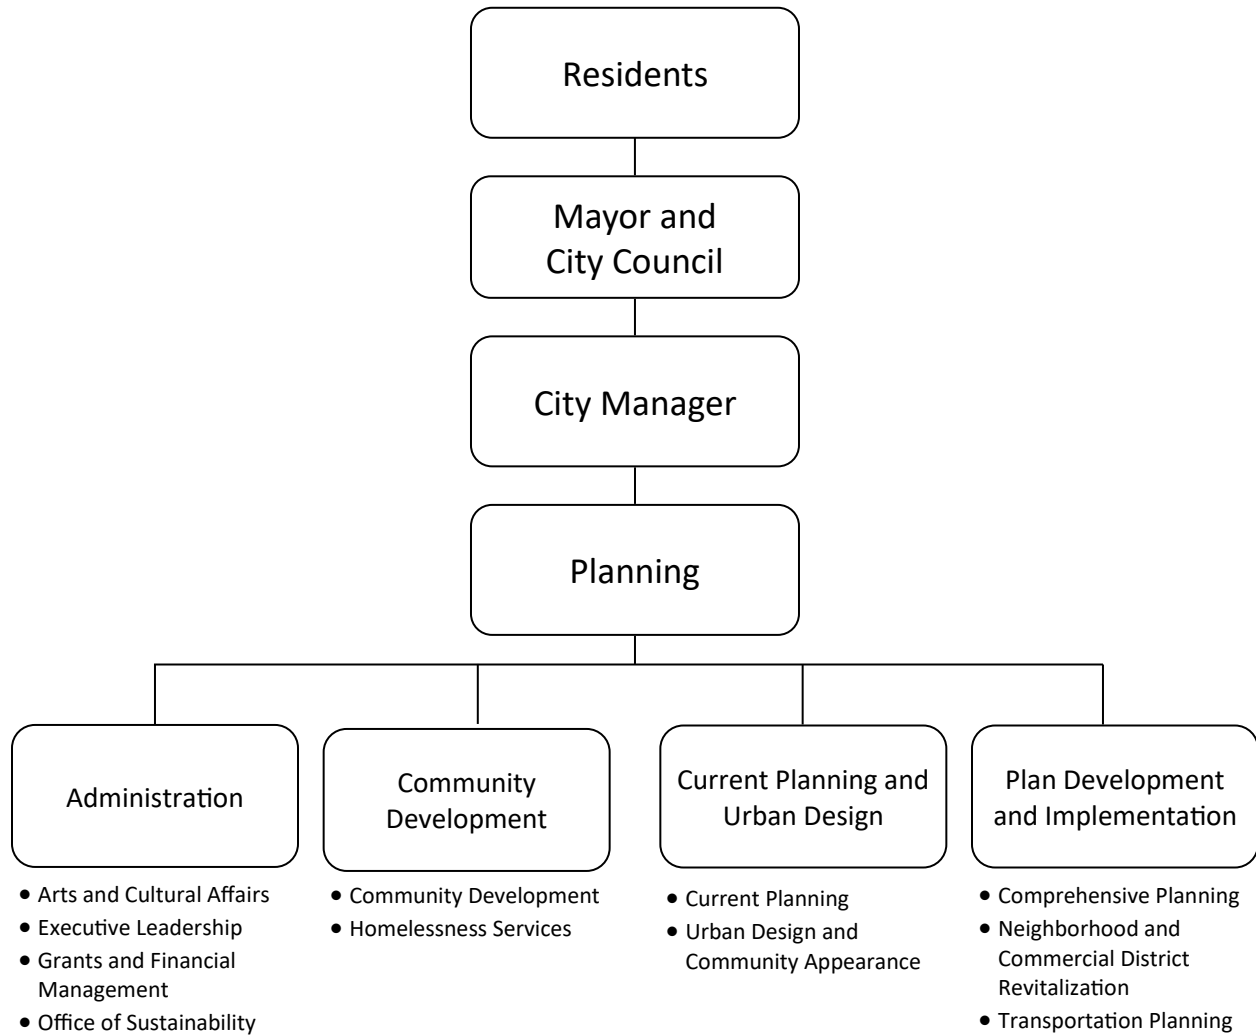 Residents
Mayor and
City Council
City Manager
Planning
Administration
• Arts and Cultural Affairs
• Executive Leadership
• Grants and Financial
Management
• Office of Sustainability
Community
Development
• Community Development
• Homelessness Services
Current Planning and
Urban Design
• Current Planning
• Urban Design and
Community Appearance
Plan Development
and Implementation
• Comprehensive Planning
• Neighborhood and
Commercial District
Revitalization
• Transportation Planning